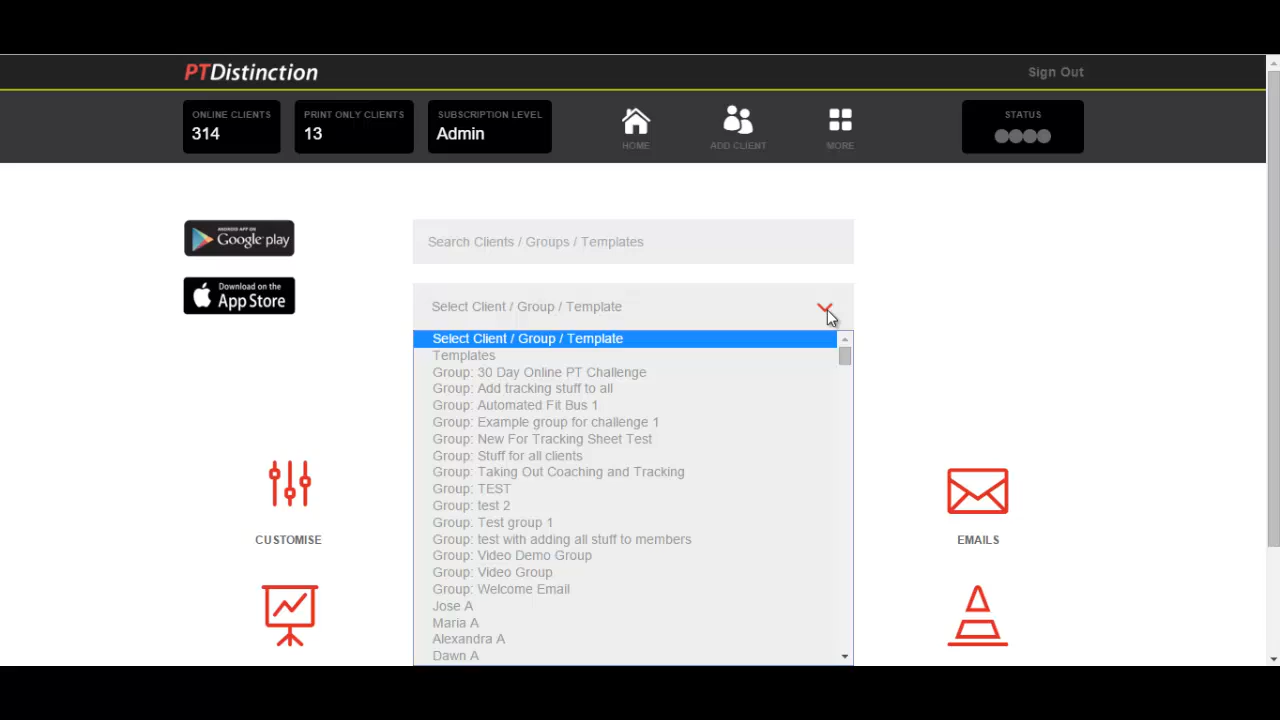 PTDistinction
Sign Out
ONLINE CLIENTS
314
PRINT ONLY CLIENTS
13
SUBSCRIPTION LEVEL
Admin
HOME
ADD CLIENT
MORE
STATUS
ANDROID APP ON
Google play
Download on the
App Store
Search Clients / Groups / Templates
Select Client / Group / Template
Select Client / Group / Template
Templates
Group: 30 Day Online PT Challenge
Group: Add tracking stuff to all
Group: Automated Fit Bus 1
Group: Example group for challenge 1
Group: New For Tracking Sheet Test
Group: Stuff for all clients
Group: Taking Out Coaching and Tracking
Group: TEST
Group: test 2
Group: Test group 1
Group: test with adding all stuff to members
Group: Video Demo Group
Group: Video Group
Group: Welcome Email
Jose A
Maria A
Alexandra A
Dawn A
CUSTOMISE
EMAILS